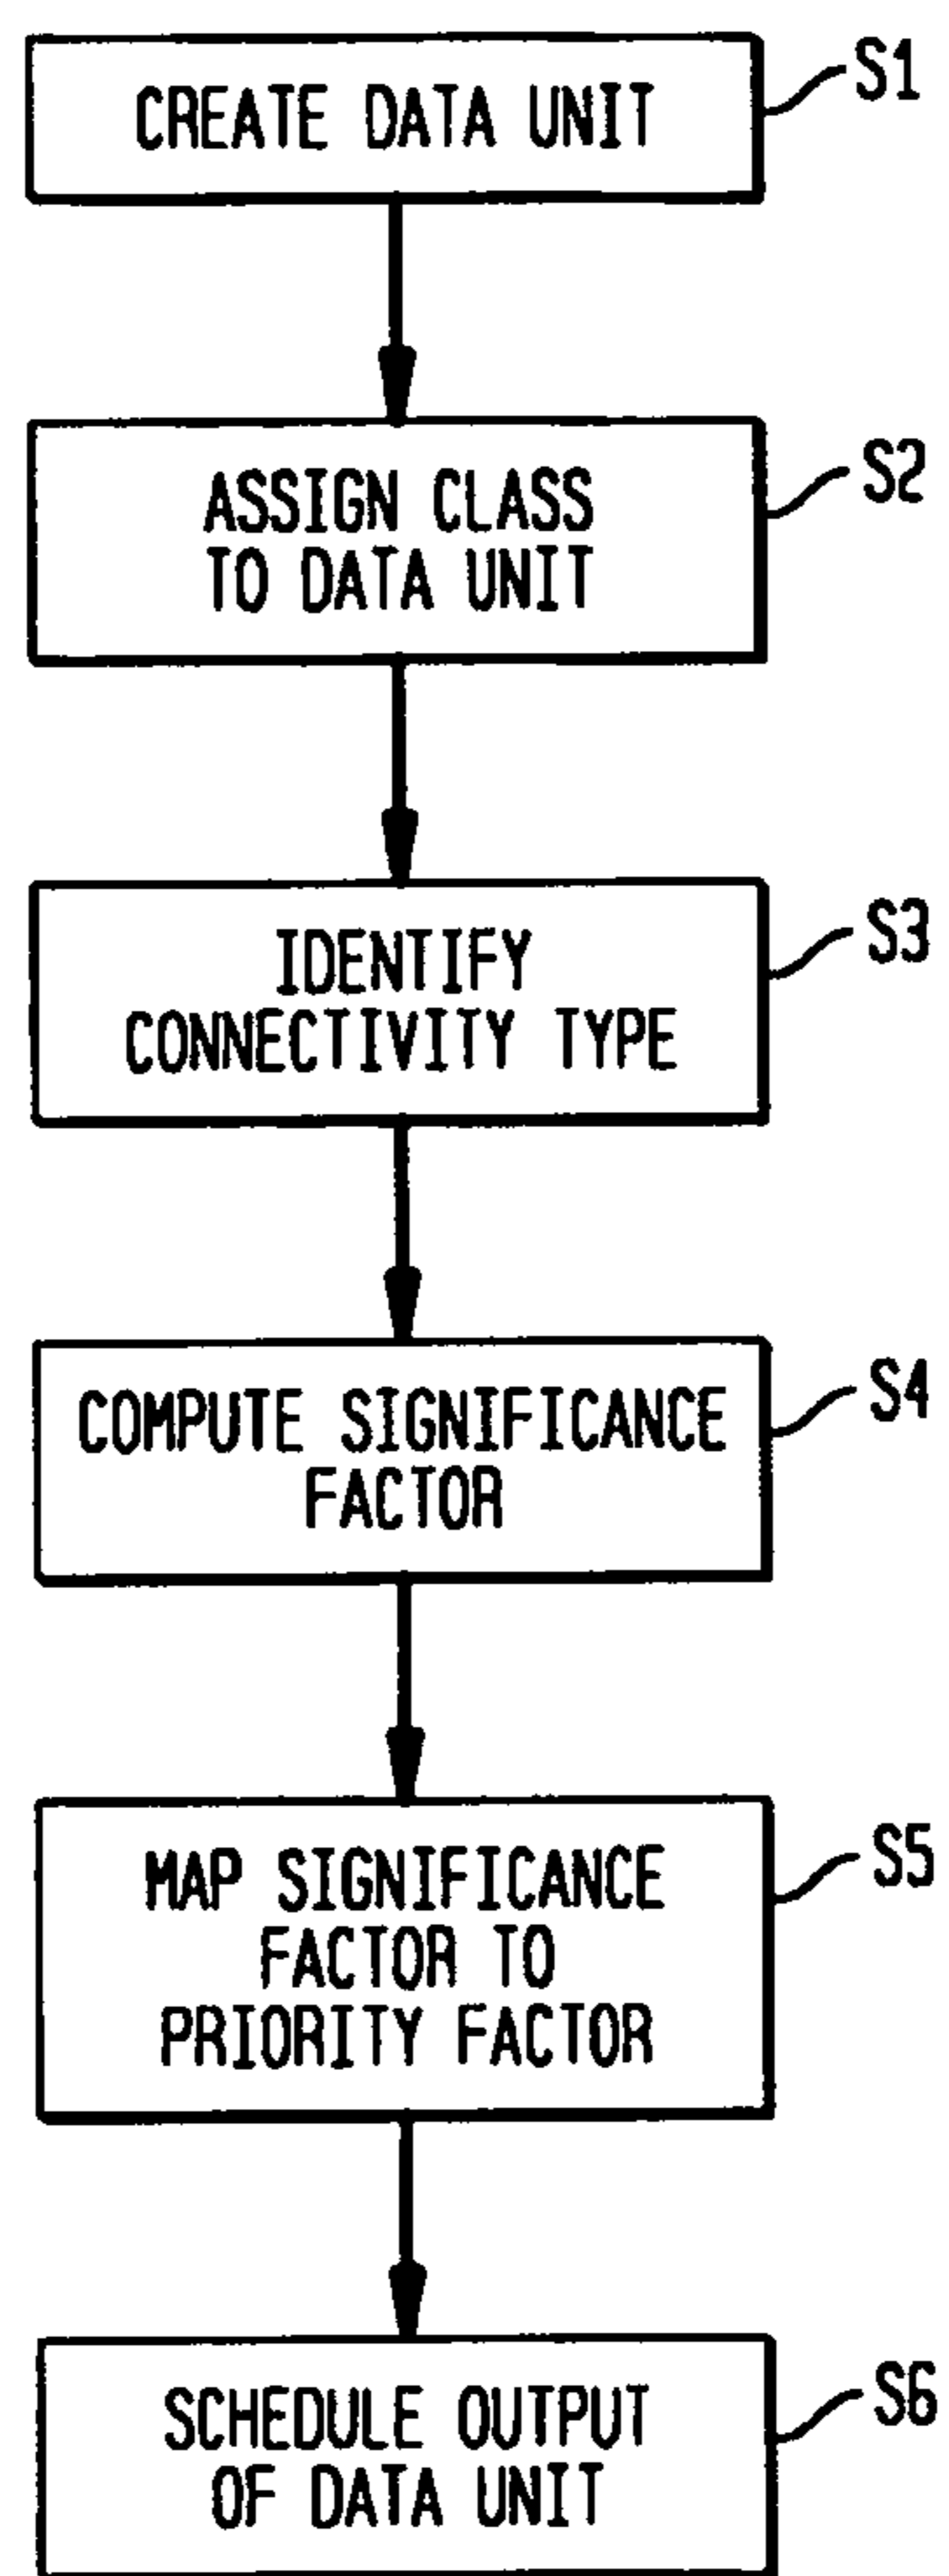 CREATE DATA UNIT
S1
ASSIGN CLASS
TO DATA UNIT
S2
IDENTIFY
CONNECTIVITY TYPE
S3
COMPUTE SIGNIFICANCE
FACTOR
S4
MAP SIGNIFICANCE
FACTOR TO
PRIORITY FACTOR
S5
SCHEDULE OUTPUT
OF DATA UNIT
S6